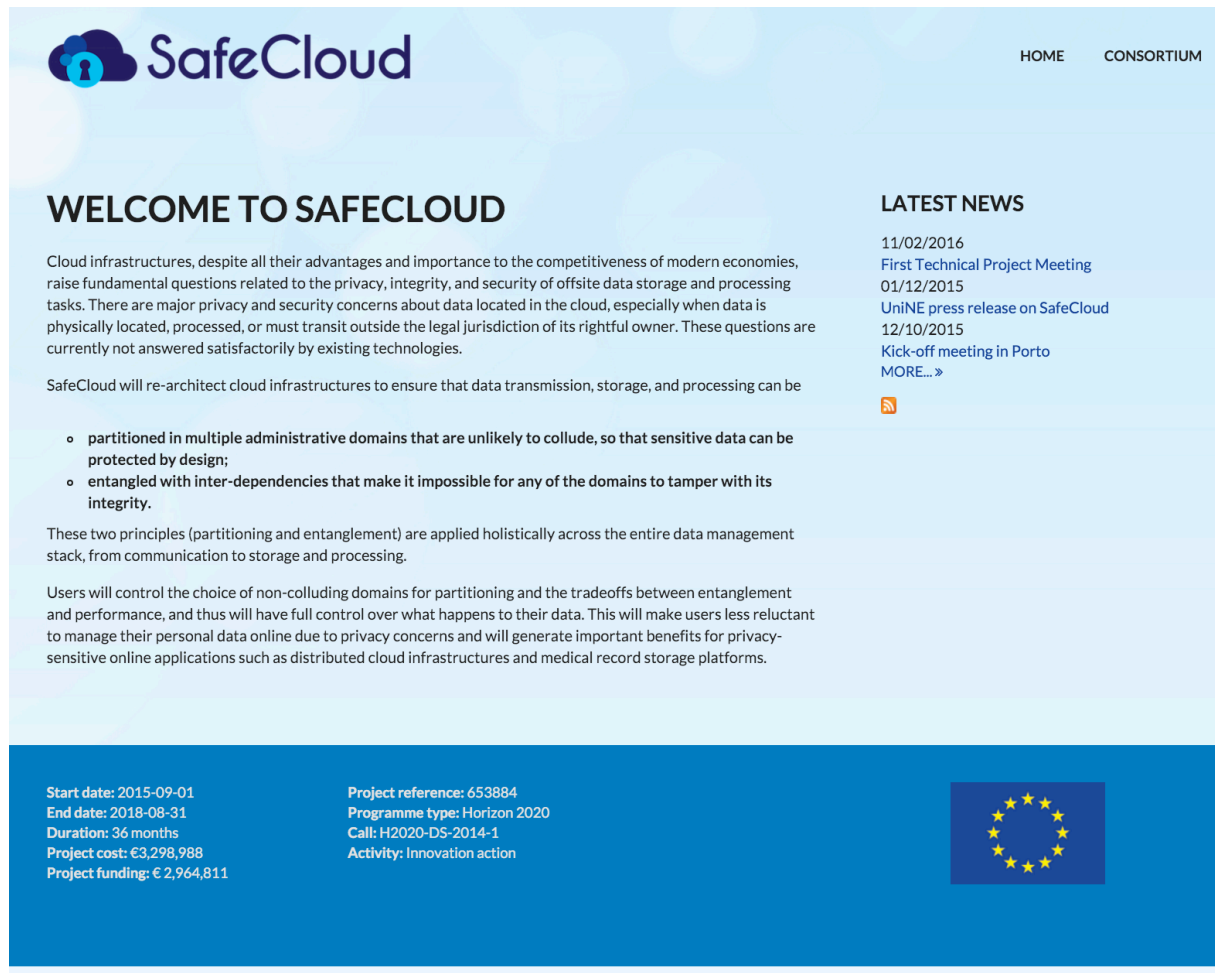 SafeCloud
HOME
CONSORTIUM
WELCOME TO SAFECLOUD
Cloud infrastructures, despite all their advantages and importance to the competitiveness of modern economies,
raise fundamental questions related to the privacy, integrity, and security of offsite data storage and processing
tasks. There are major privacy and security concerns about data located in the cloud, especially when data is
physically located, processed, or must transit outside the legal jurisdiction of its rightful owner. These questions are
currently not answered satisfactorily by existing technologies.
SafeCloud will re-architect cloud infrastructures to ensure that data transmission, storage, and processing can be
partitioned in multiple administrative domains that are unlikely to collude, so that sensitive data can be
protected by design;
entangled with inter-dependencies that make it impossible for any of the domains to tamper with its
integrity.
These two principles (partitioning and entanglement) are applied holistically across the entire data management
stack, from communication to storage and processing.
Users will control the choice of non-colluding domains for partitioning and the tradeoffs between entanglement
and performance, and thus will have full control over what happens to their data. This will make users less reluctant
to manage their personal data online due to privacy concerns and will generate important benefits for privacy-
sensitive online applications such as distributed cloud infrastructures and medical record storage platforms.
LATEST NEWS
11/02/2016
First Technical Project Meeting
01/12/2015
UniNE press release on SafeCloud
12/10/2015
Kick-off meeting in Porto
MORE... »
Start date: 2015-09-01
End date: 2018-08-31
Duration: 36 months
Project cost: €3,298,988
Project funding: € 2,964,811
Project reference: 653884
Programme type: Horizon 2020
Call: H2020-DS-2014-1
Activity: Innovation action